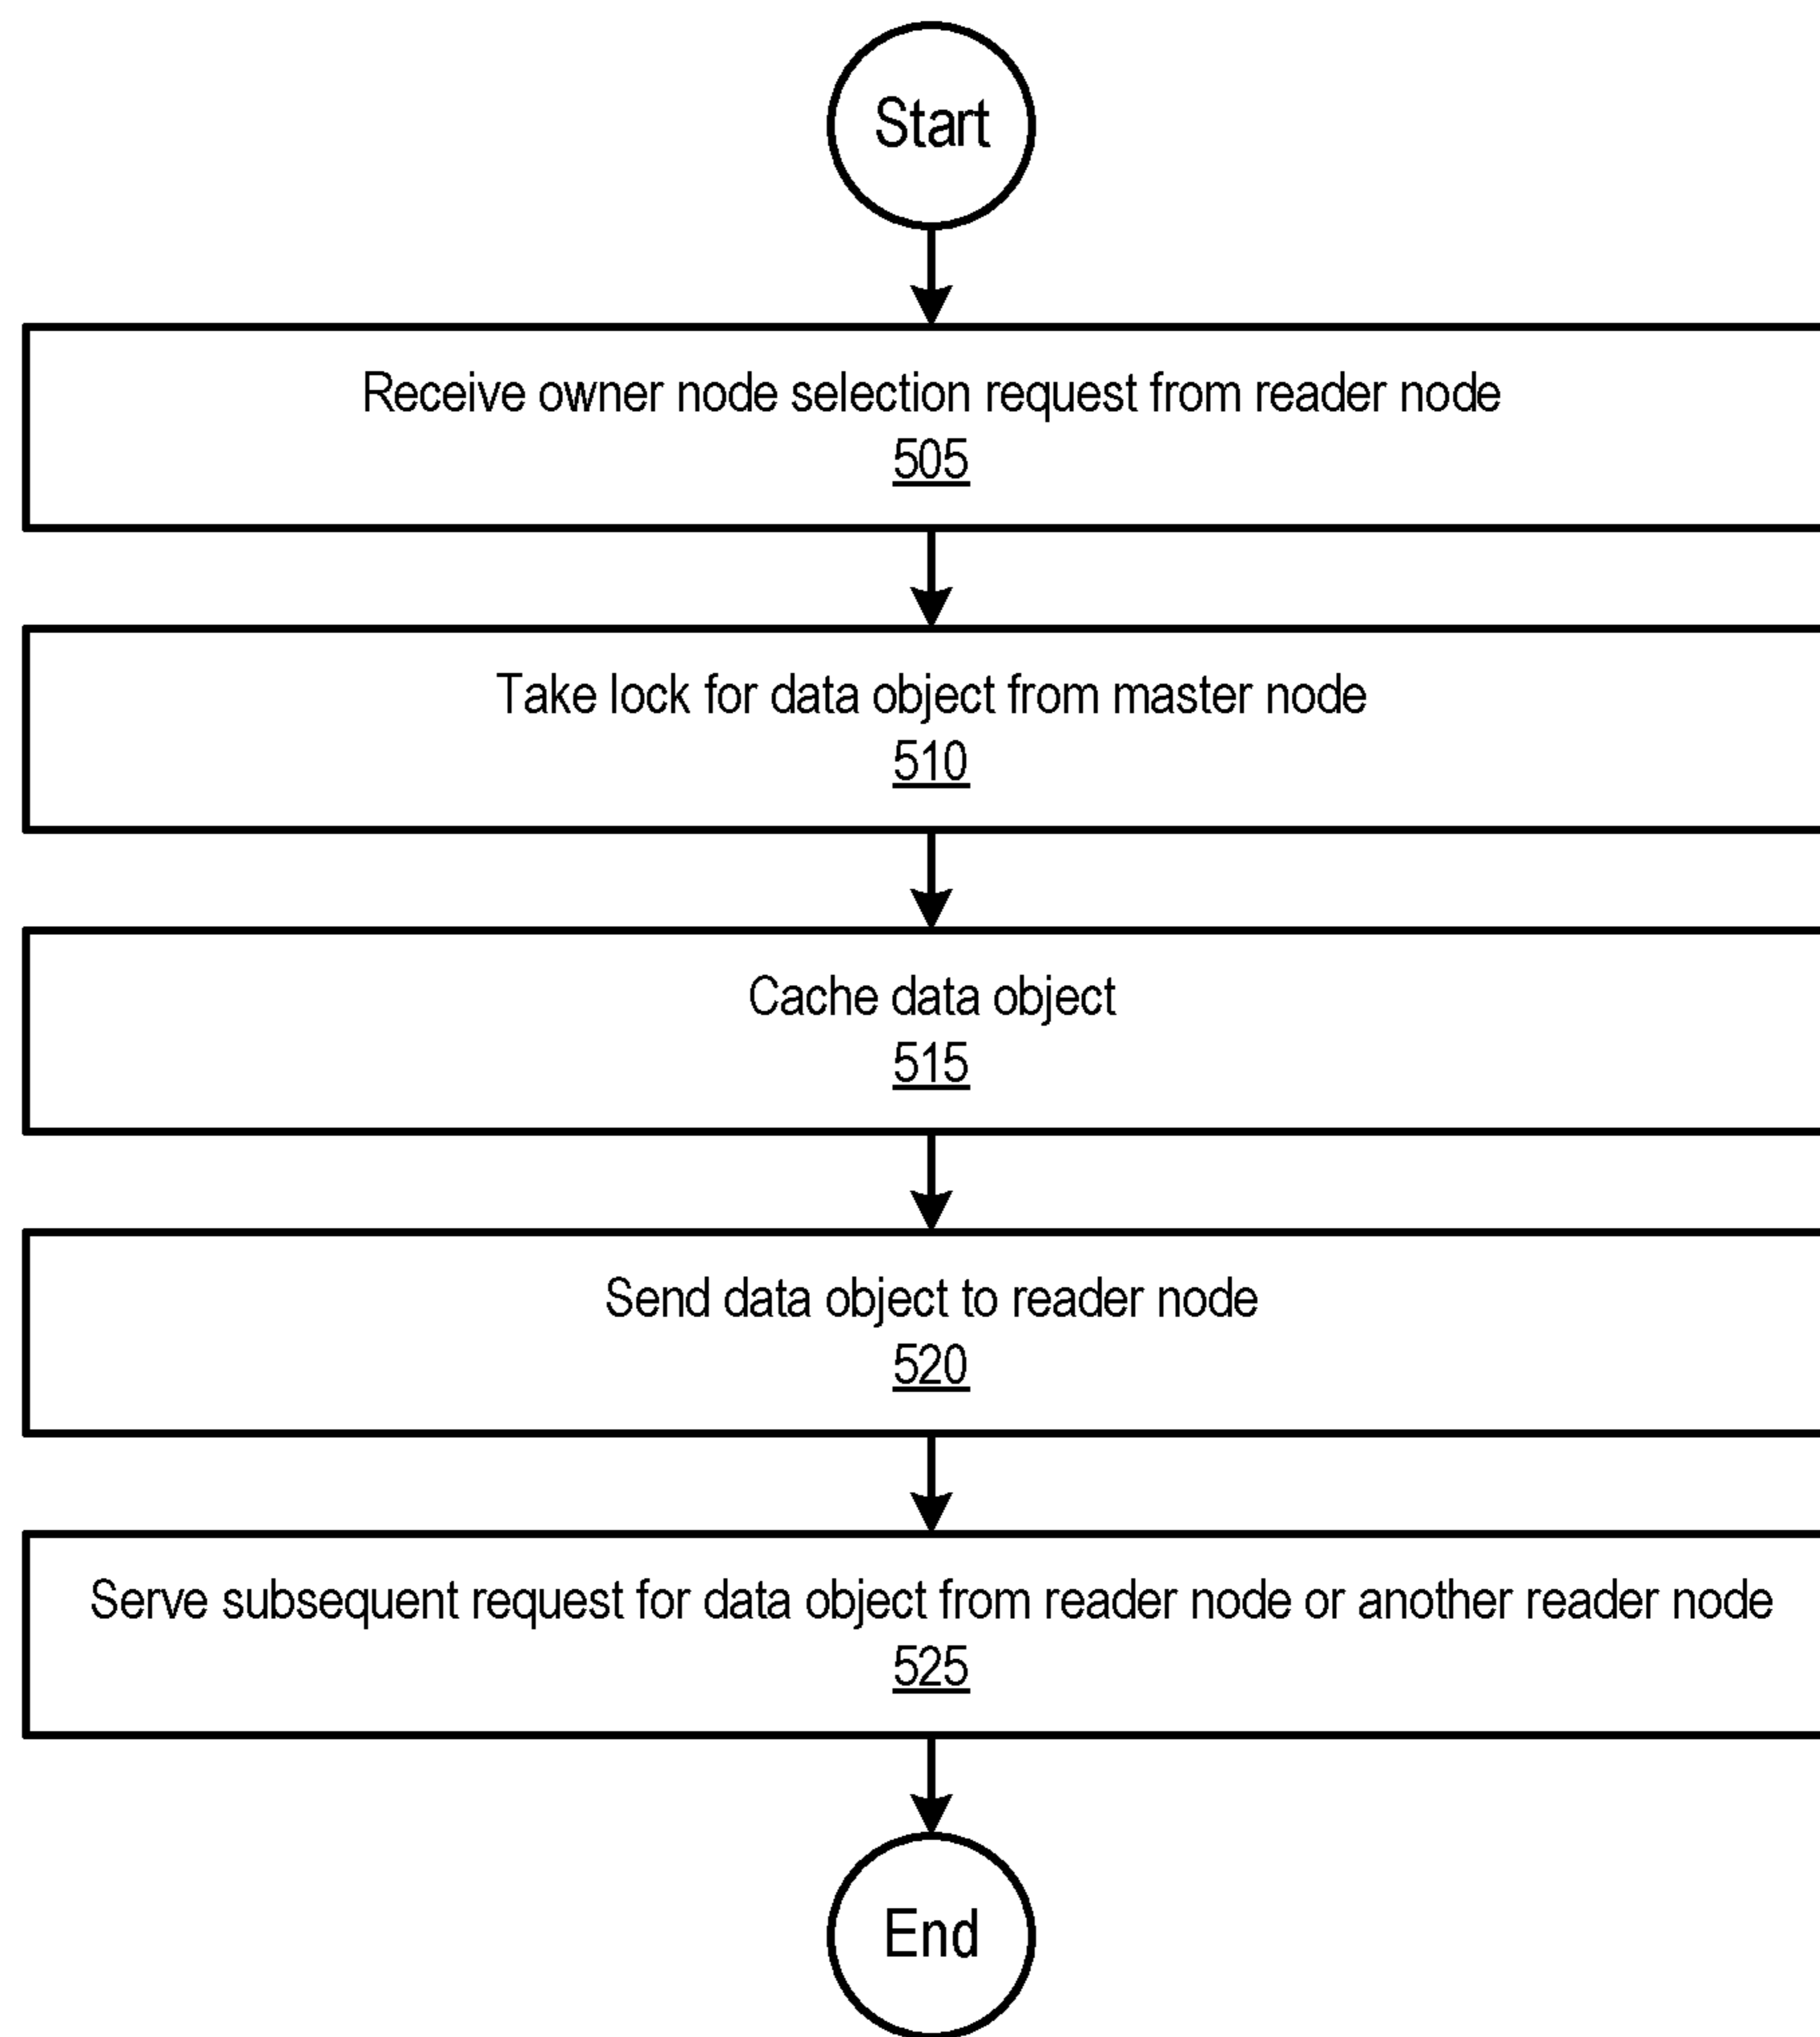 Start
Receive owner node selection request from reader node
505
Take lock for data object from master node
510
Cache data object
515
Send data object to reader node
520
Serve subsequent request for data object from reader node or another reader node
525
End